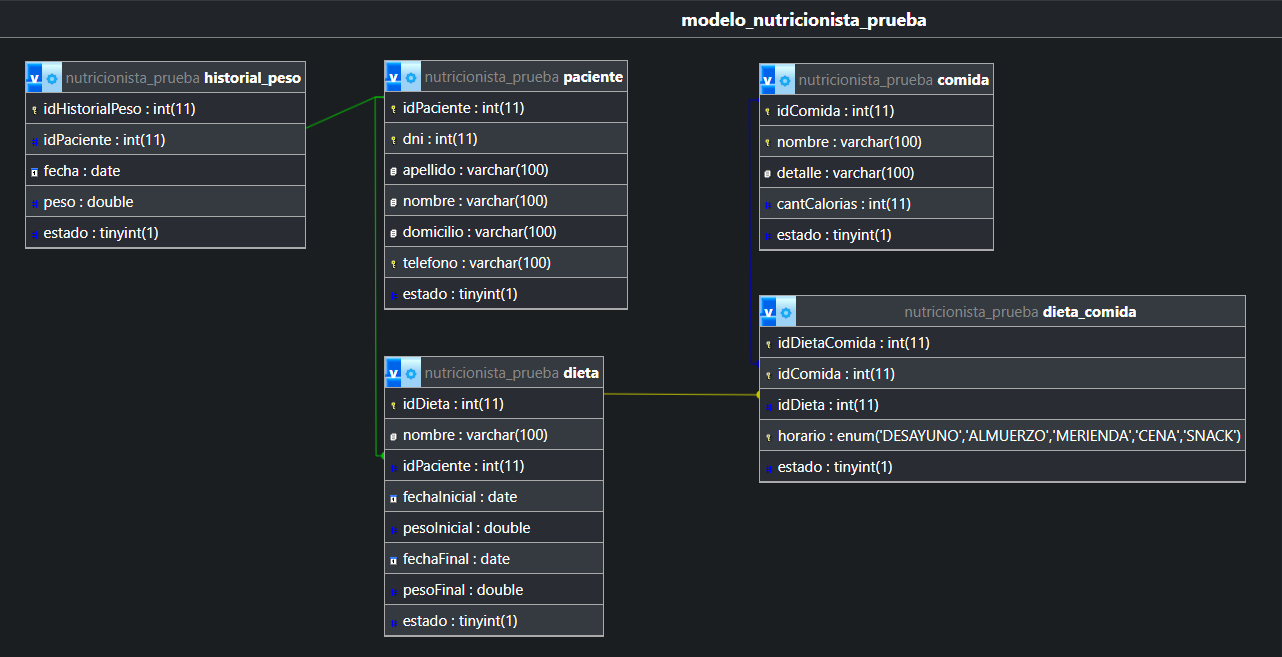 modelo_nutricionista_prueba
nutricionista_prueba historial_peso
idHistorialPeso : int(11)
idPaciente : int(11)
fecha : date
peso : double
estado : tinyint(1)
nutricionista_prueba paciente
idPaciente : int(11)
dni : int(11)
apellido : varchar(100)
nombre : varchar(100)
domicilio : varchar(100)
telefono : varchar(100)
estado : tinyint(1)
nutricionista_prueba comida
idComida : int(11)
nombre : varchar(100)
detalle : varchar(100)
cantCalorias : int(11)
estado : tinyint(1)
nutricionista_prueba dieta
idDieta : int(11)
nombre : varchar(100)
idPaciente : int(11)
fechaInicial : date
pesoInicial : double
fechaFinal : date
pesoFinal : double
estado : tinyint(1)
nutricionista_prueba dieta_comida
idDietaComida : int(11)
idComida : int(11)
idDieta : int(11)
horario : enum('DESAYUNO','ALMUERZO','MERIENDA','CENA','SNACK')
estado : tinyint(1)